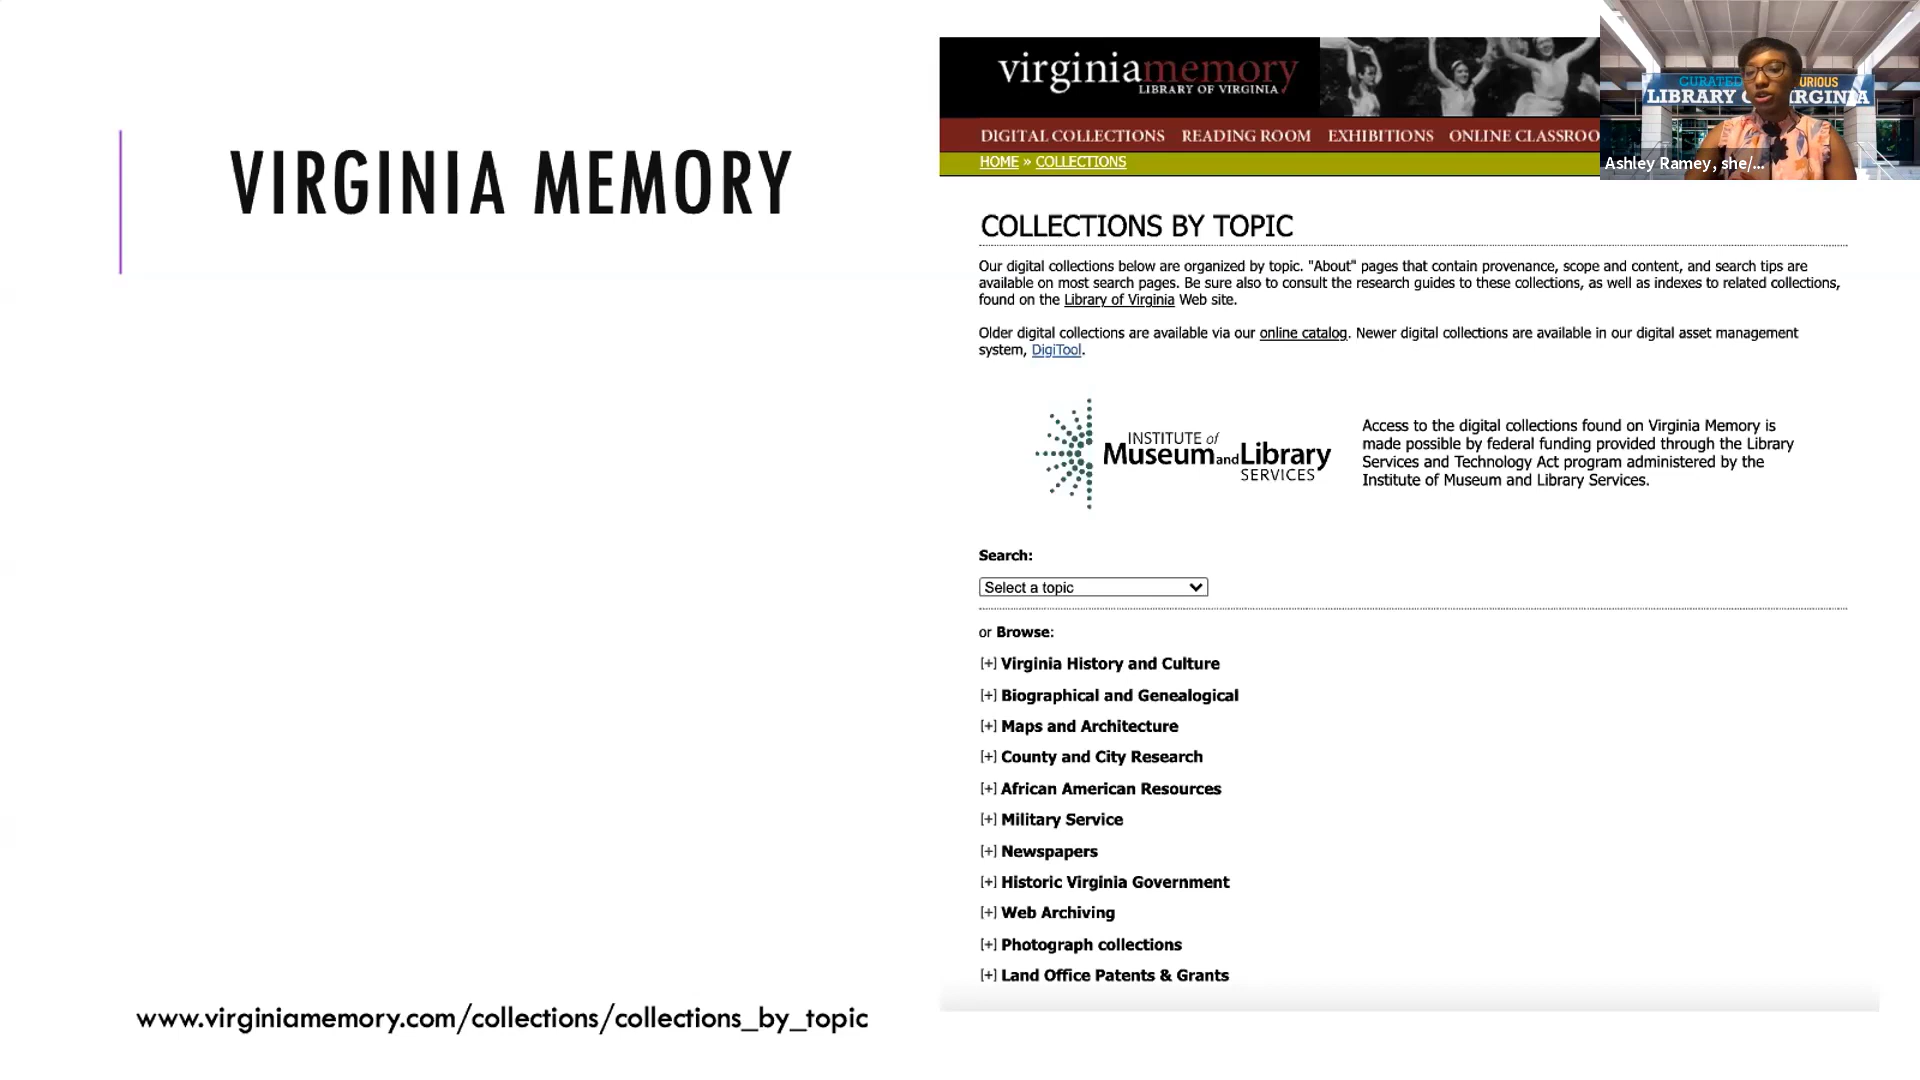 VIRGINIA MEMORY
www.virginiamemory.com/collections/collections_by_topic
virginiamemory
LIBRARY OF VIRGINIA
DIGITAL COLLECTIONS READING ROOM EXHIBITIONS ONLINE CLASSROO
HOME » COLLECTIONS
COLLECTIONS BY TOPIC
Our digital collections below are organized by topic. "About" pages that contain provenance, scope and content, and search tips are
available on most search pages. Be sure also to consult the research guides to these collections, as well as indexes to related collections,
found on the Library of Virginia Web site.
Older digital collections are available via our online catalog. Newer digital collections are available in our digital asset management
system, DigiTool.
INSTITUTE of
Museum and Library
SERVICES
Access to the digital collections found on Virginia Memory is
made possible by federal funding provided through the Library
Services and Technology Act program administered by the
Institute of Museum and Library Services.
Search:
Select a topic
or Browse:
[+] Virginia History and Culture
[+] Biographical and Genealogical
[+] Maps and Architecture
[+] County and City Research
[+] African American Resources
[+] Military Service
[+] Newspapers
[+] Historic Virginia Government
[+] Web Archiving
[+] Photograph collections
[+] Land Office Patents & Grants
CURATED URIOUS
LIBRARY RGINIA
Ashley Ramey, she/...